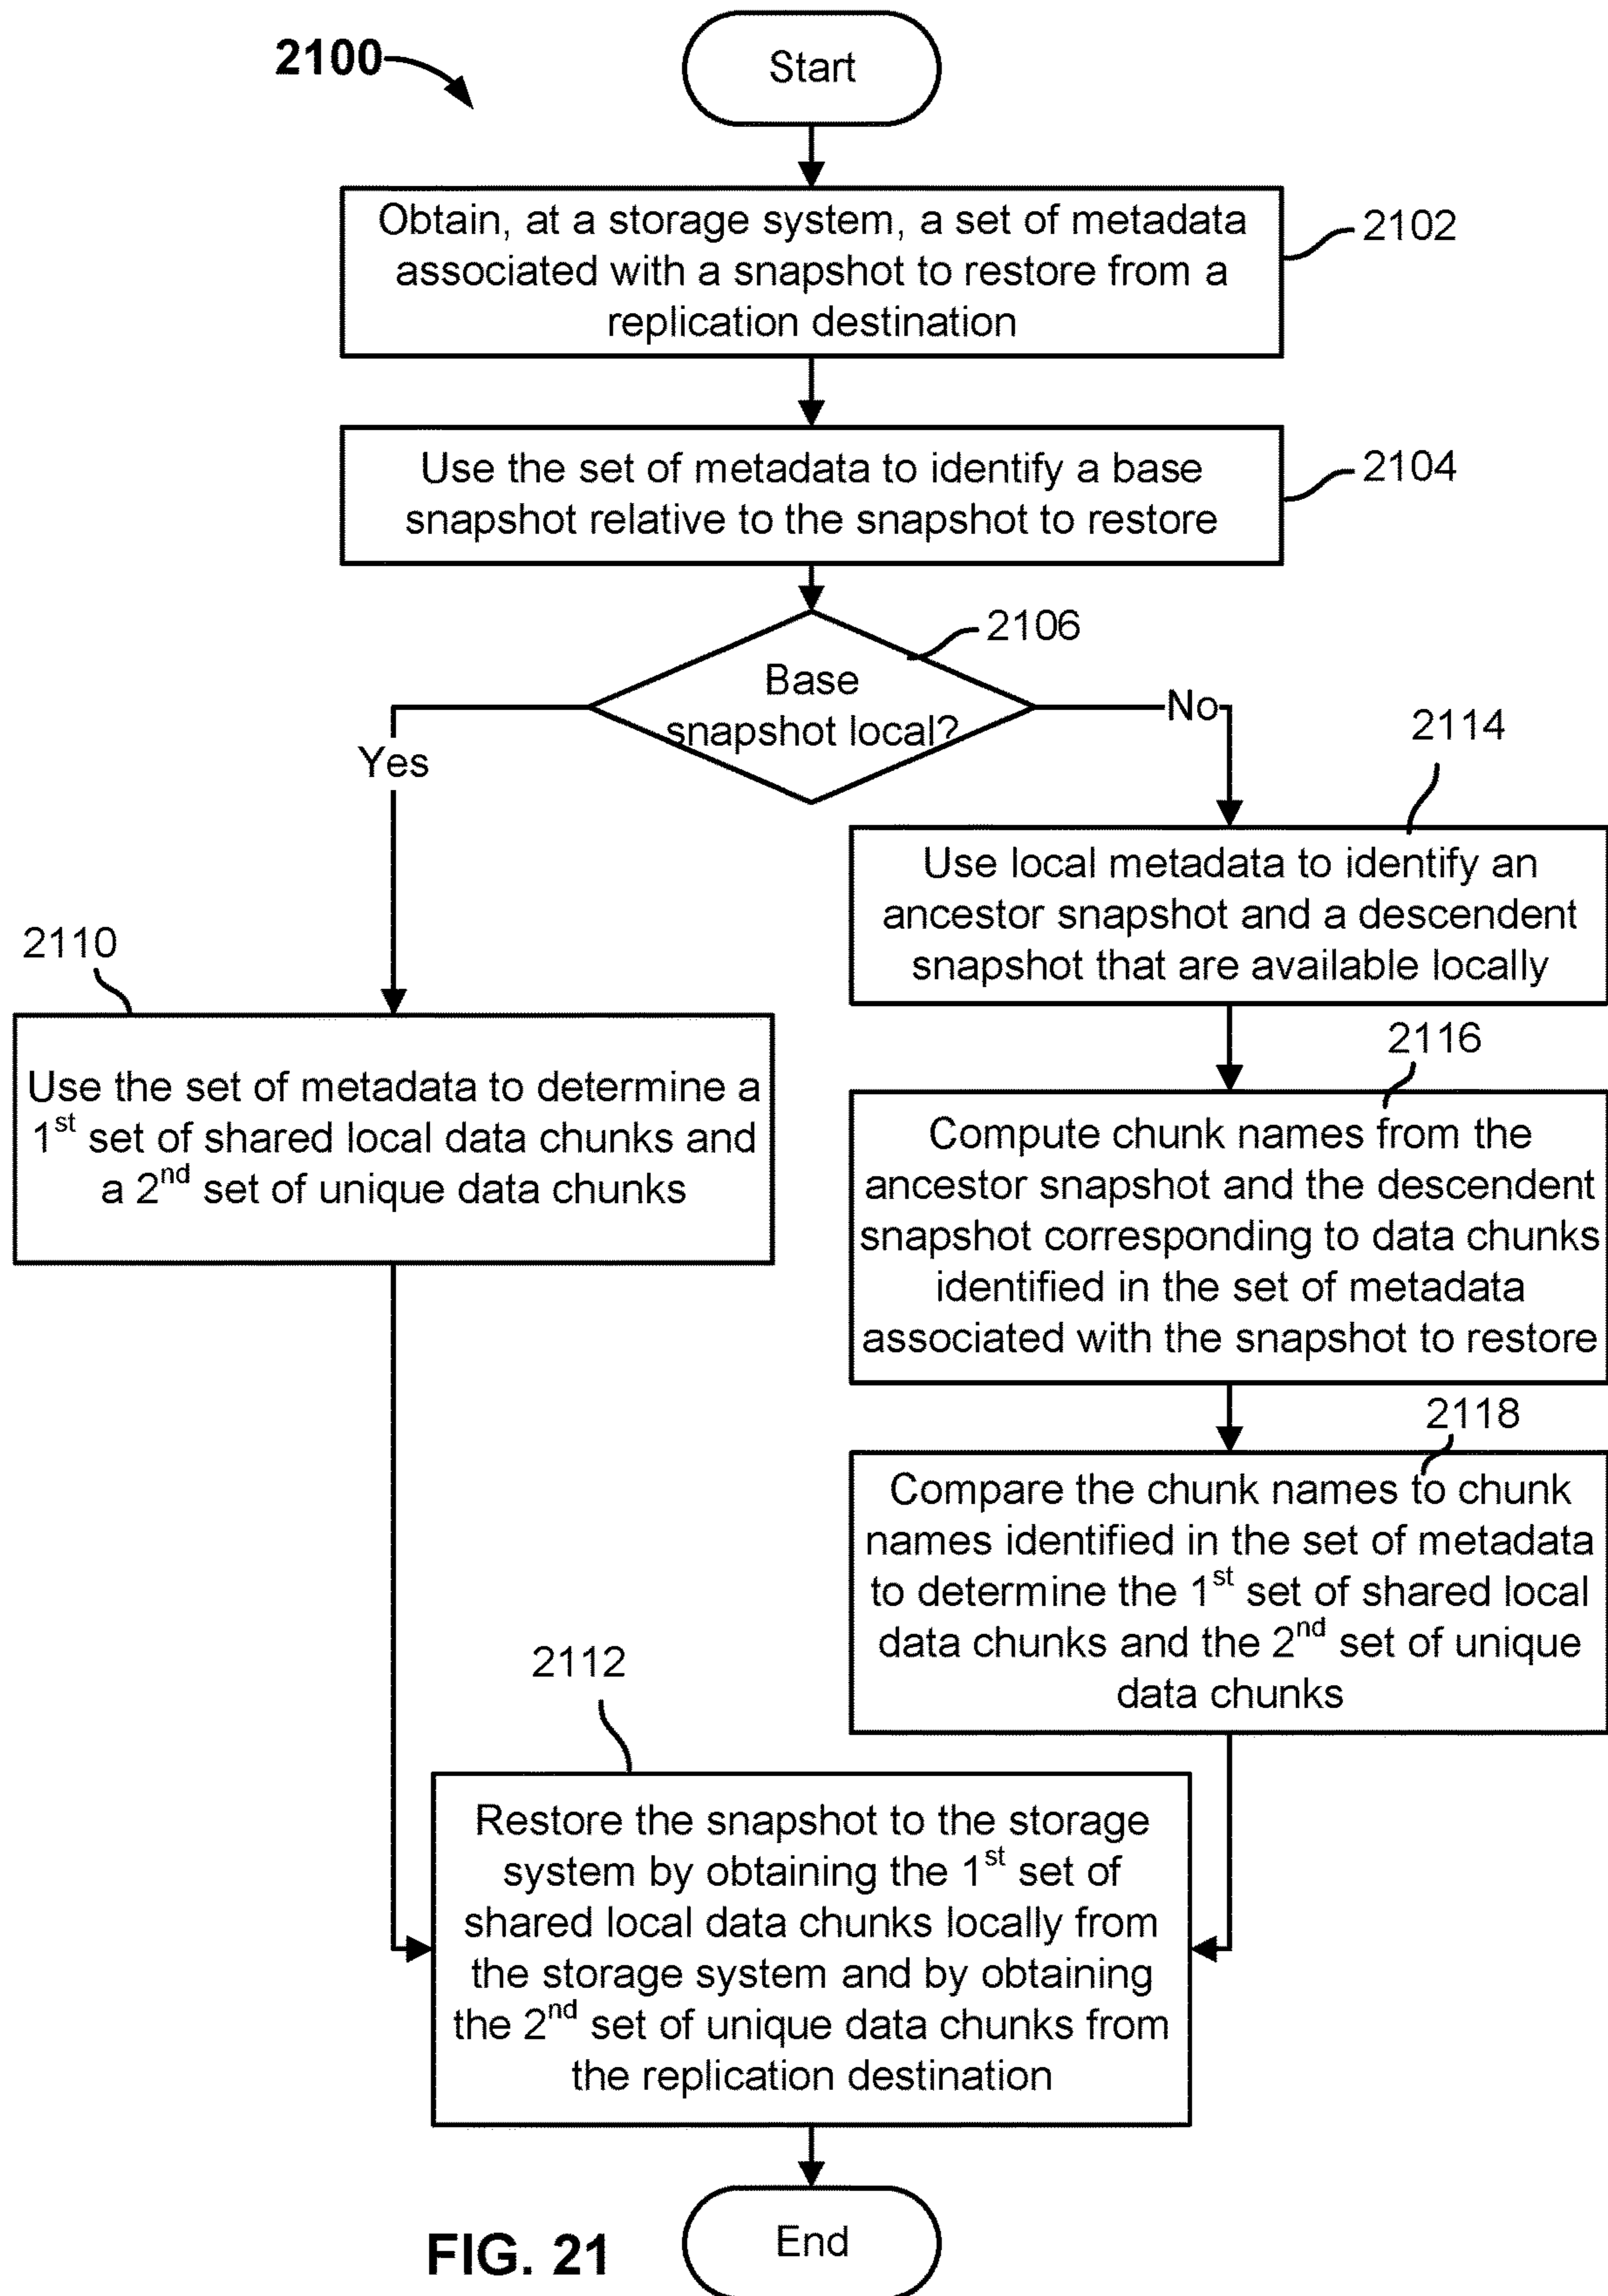 2100
Start
Obtain, at a storage system, a set of metadata
associated with a snapshot to restore from a
replication destination
2102
Use the set of metadata to identify a base
snapshot relative to the snapshot to restore
2104
2106
Base
snapshot local?
Yes
No
2110
Use the set of metadata to determine a
1st set of shared local data chunks and
a 2nd set of unique data chunks
2114
Use local metadata to identify an
ancestor snapshot and a descendent
snapshot that are available locally
2116
Compute chunk names from the
ancestor snapshot and the descendent
snapshot corresponding to data chunks
identified in the set of metadata
associated with the snapshot to restore
2118
Compare the chunk names to chunk
names identified in the set of metadata
to determine the 1st set of shared local
data chunks and the 2nd set of unique
data chunks
2112
Restore the snapshot to the storage
system by obtaining the 1st set of
shared local data chunks locally from
the storage system and by obtaining
the 2nd set of unique data chunks from
the replication destination
End
FIG. 21